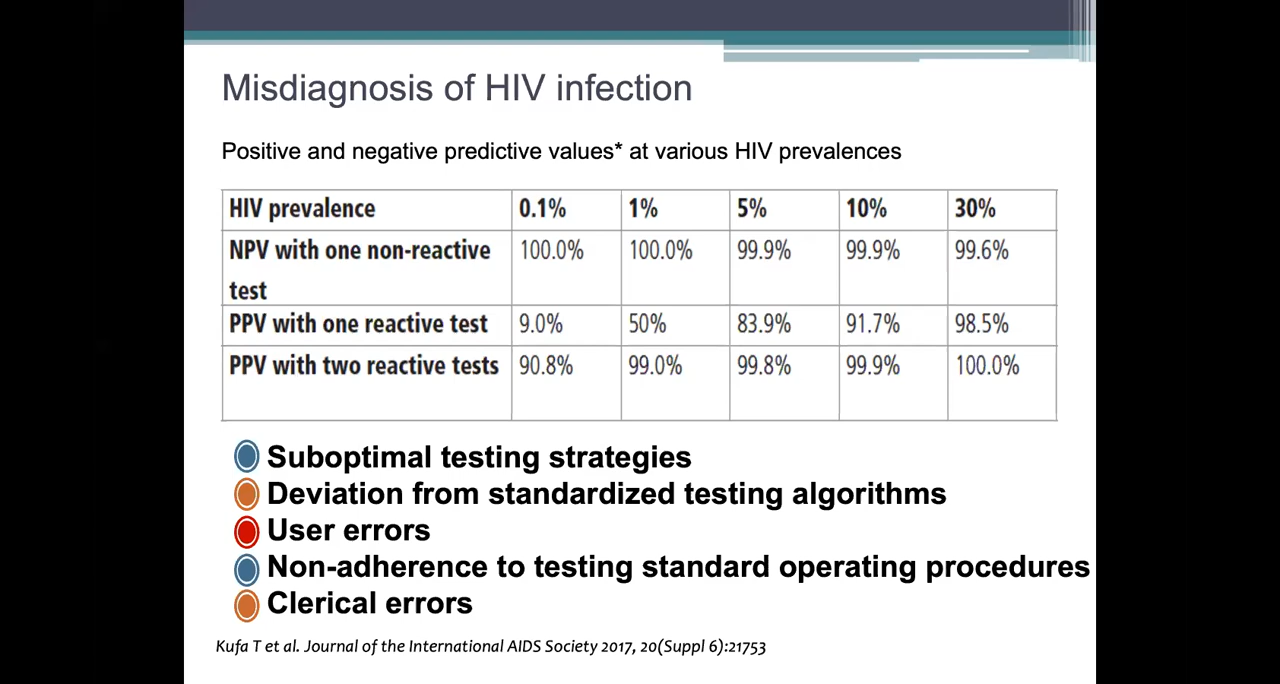 Misdiagnosis of HIV infection
Positive and negative predictive values* at various HIV prevalences
HIV prevalence 0.1% 1% 5% 10% 30%
NPV with one non-reactive test 100.0% 100.0% 99.9% 99.9% 99.6%
PPV with one reactive test 9.0% 50% 83.9% 91.7% 98.5%
PPV with two reactive tests 90.8% 99.0% 99.8% 99.9% 100.0%
Suboptimal testing strategies
Deviation from standardized testing algorithms
User errors
Non-adherence to testing standard operating procedures
Clerical errors
Kufa T et al. Journal of the International AIDS Society 2017, 20(Suppl 6):21753